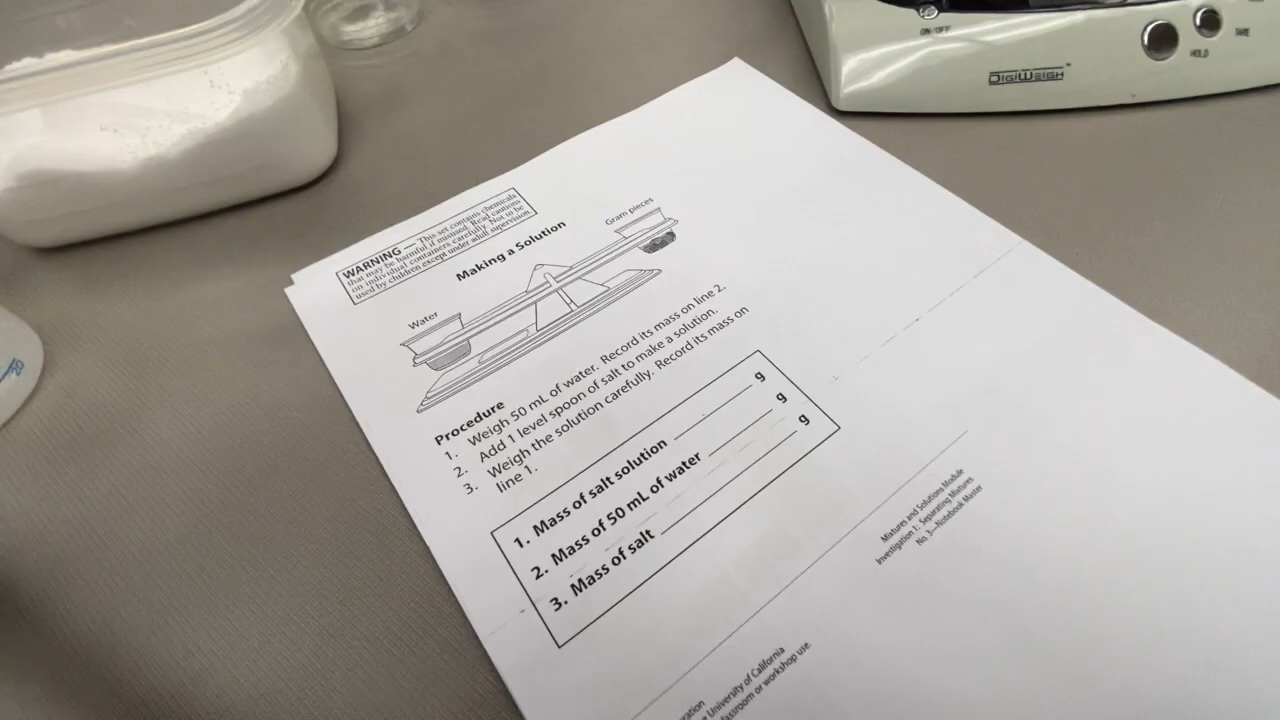 ON/OFF
HOLD
TARE
DIGIWEIGH™
WARNING — This set contains chemicals
that may be harmful if misused. Read cautions
on individual containers carefully. Not to be
used by children except under adult supervision.
Making a Solution
Gram pieces
Water
Procedure
1. Weigh 50 mL of water. Record its mass on line 2.
2. Add 1 level spoon of salt to make a solution.
3. Weigh the solution carefully. Record its mass on
line 1.
1. Mass of salt solution g
2. Mass of 50 mL of water g
3. Mass of salt g
Mixtures and Solutions Module
Investigation 1: Separating Mixtures
No. 3—Notebook Master
University of California
classroom or workshop use.
20